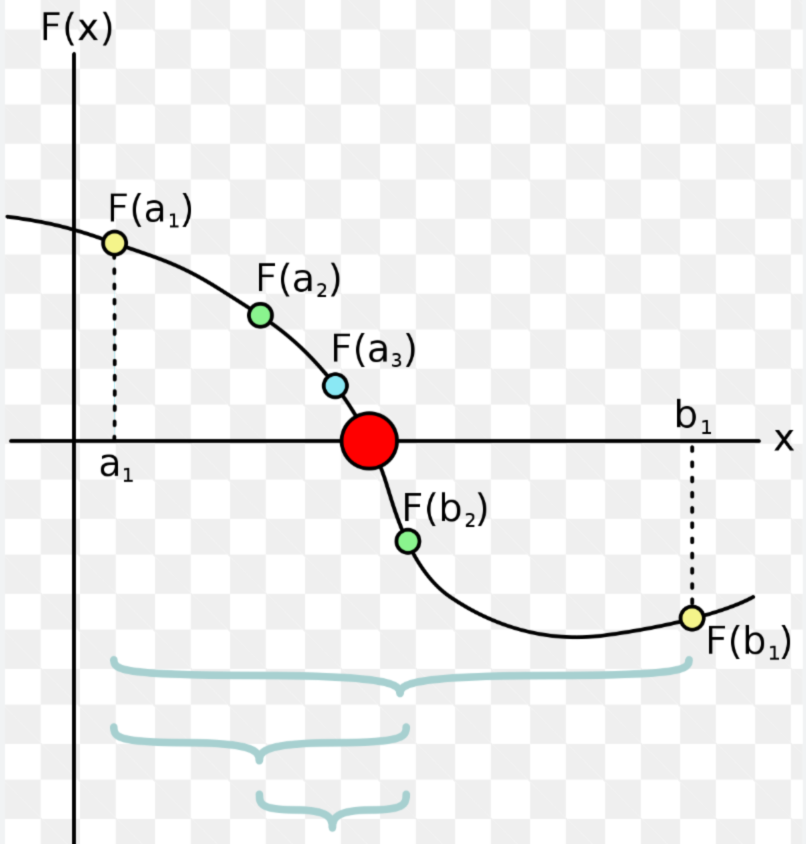 F(x)
F(a₁)
F(a₂)
F(a₃)
b₁
x
a₁
F(b₂)
F(b₁)